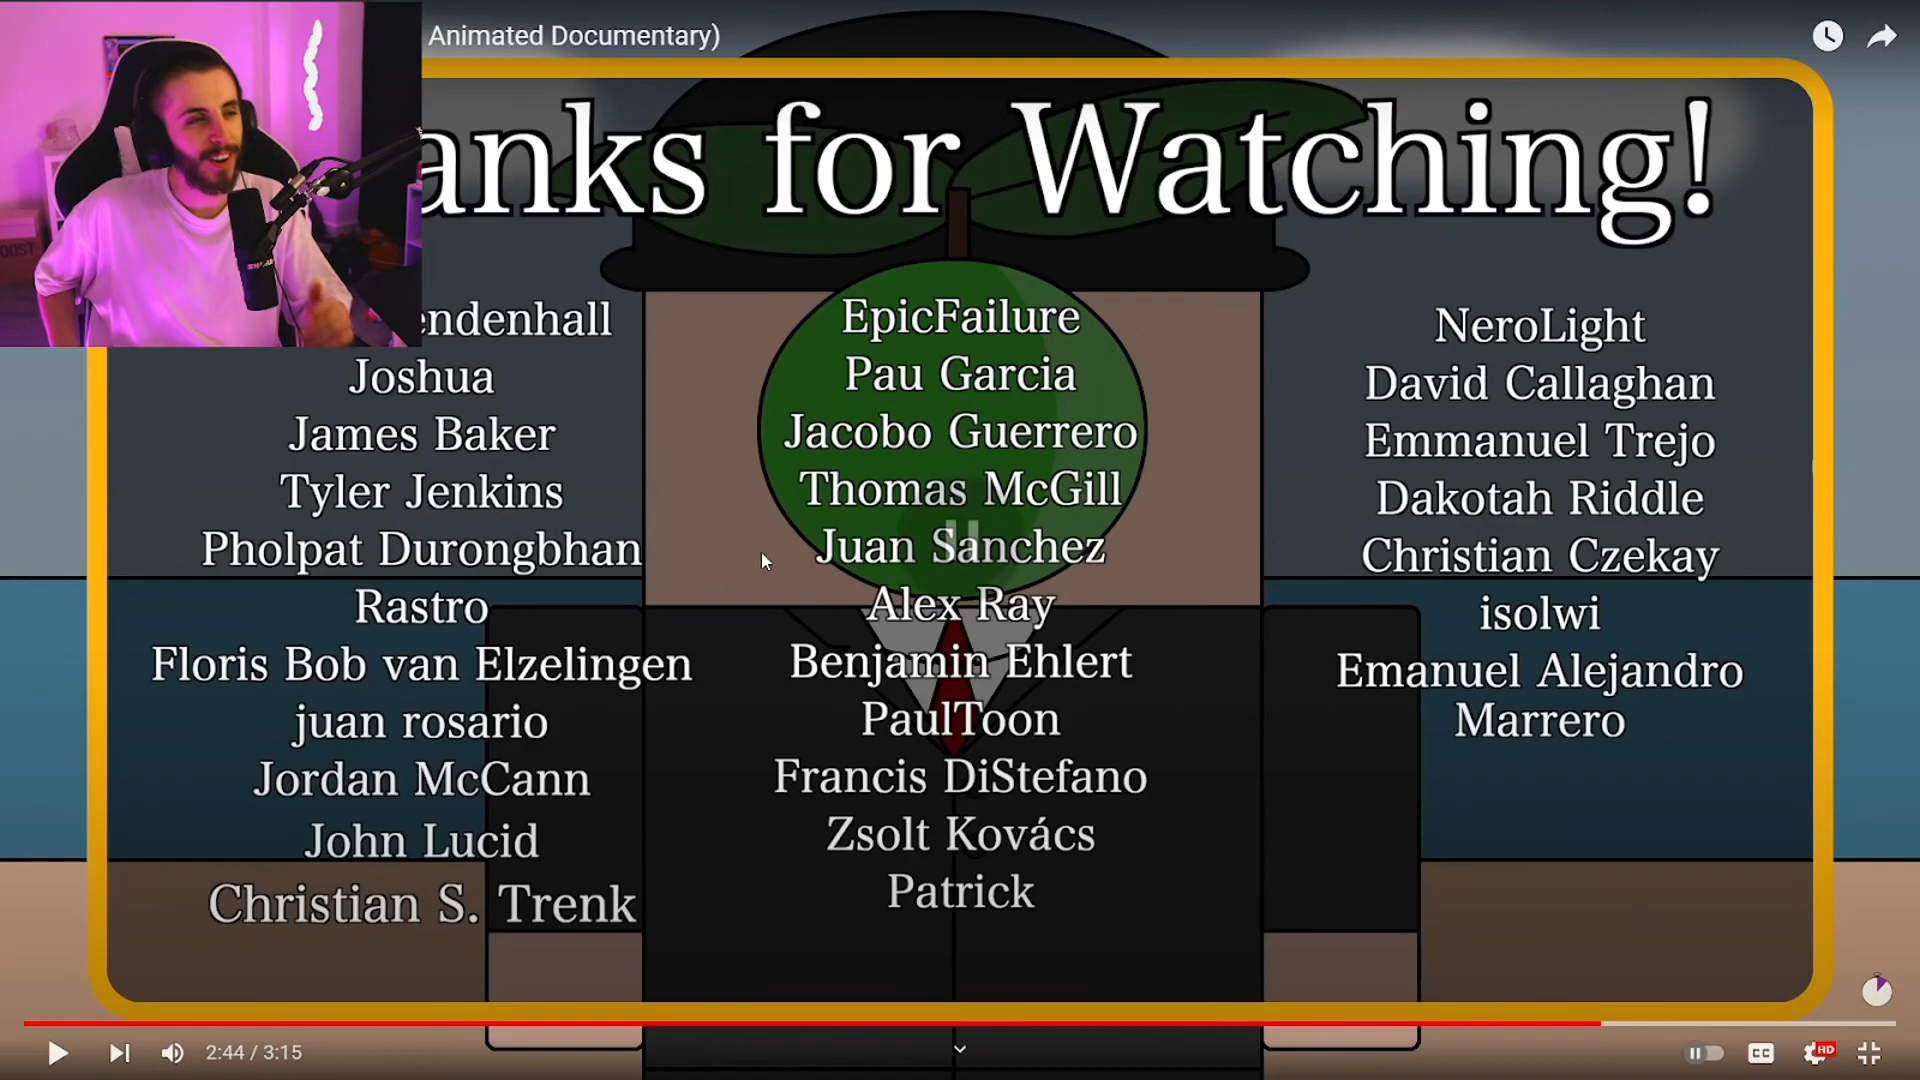 Animated Documentary)
anks for Watching!
endenhall
Joshua
James Baker
Tyler Jenkins
Pholpat Durongbhan
Rastro
Floris Bob van Elzelingen
juan rosario
Jordan McCann
John Lucid
Christian S. Trenk
EpicFailure
Pau Garcia
Jacobo Guerrero
Thomas McGill
Juan Sanchez
Alex Ray
Benjamin Ehlert
PaulToon
Francis DiStefano
Zsolt Kovács
Patrick
NeroLight
David Callaghan
Emmanuel Trejo
Dakotah Riddle
Christian Czekay
isolwi
Emanuel Alejandro
Marrero
2:44 / 3:15
CC
HD